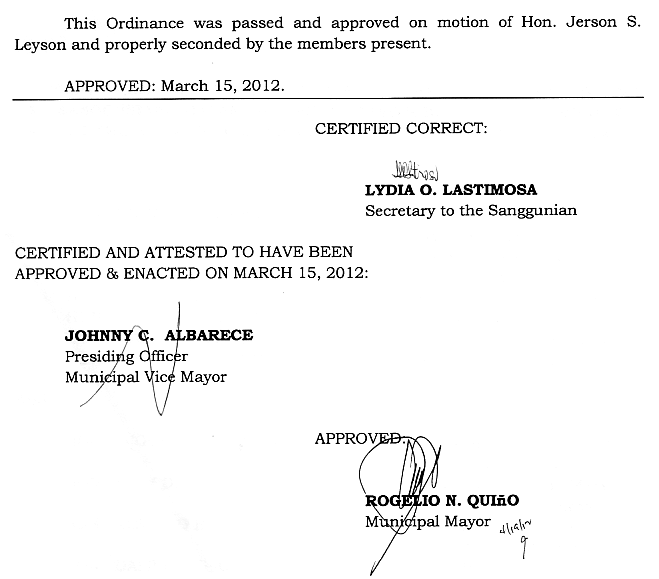 This Ordinance was passed and approved on motion of Hon. Jerson S.
Leyson and properly seconded by the members present.
APPROVED: March 15, 2012.
CERTIFIED CORRECT:
LYDIA O. LASTIMOSA
Secretary to the Sanggunian
CERTIFIED AND ATTESTED TO HAVE BEEN
APPROVED & ENACTED ON MARCH 15, 2012:
JOHNNY C. ALBARECE
Presiding Officer
Municipal Vice Mayor
APPROVED:
ROGELIO N. QUIñO
Municipal Mayor